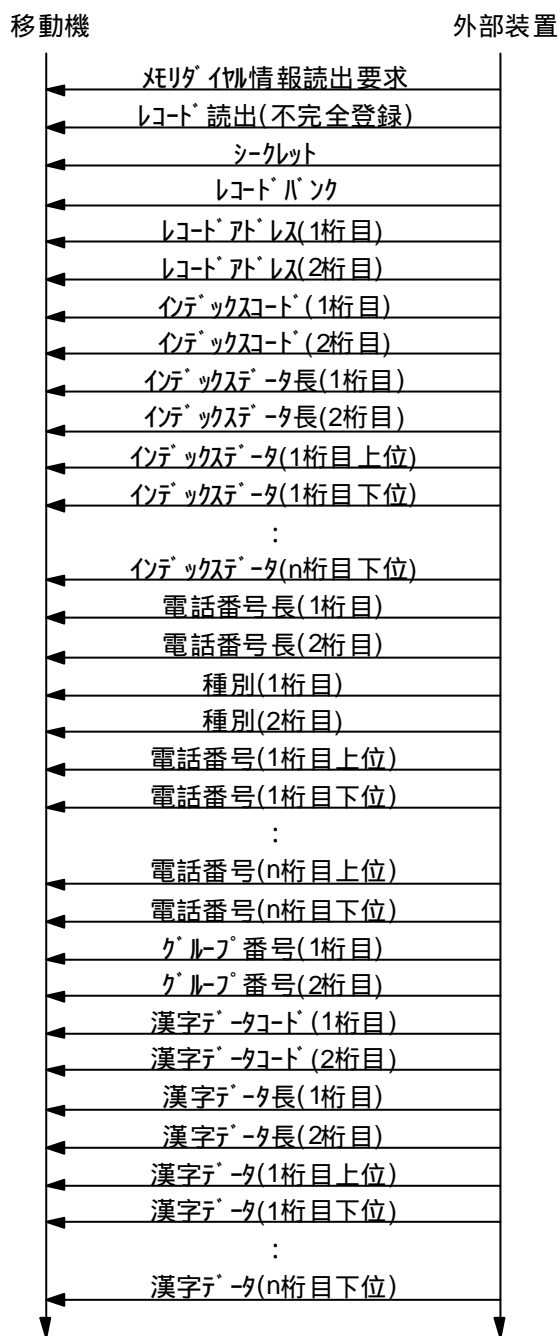 移動機
外部装置
ﾒﾓﾘﾀﾞｲﾔﾙ情報読出要求
ﾚｺｰﾄﾞ読出(不完全登録)
ｼｰｸﾚｯﾄ
ﾚｺｰﾄﾞﾊﾞﾝｸ
ﾚｺｰﾄﾞｱﾄﾞﾚｽ(1桁目)
ﾚｺｰﾄﾞｱﾄﾞﾚｽ(2桁目)
ｲﾝﾃﾞｯｸｽｺｰﾄﾞ(1桁目)
ｲﾝﾃﾞｯｸｽｺｰﾄﾞ(2桁目)
ｲﾝﾃﾞｯｸｽﾃﾞｰﾀ長(1桁目)
ｲﾝﾃﾞｯｸｽﾃﾞｰﾀ長(2桁目)
ｲﾝﾃﾞｯｸｽﾃﾞｰﾀ(1桁目上位)
ｲﾝﾃﾞｯｸｽﾃﾞｰﾀ(1桁目下位)
:
ｲﾝﾃﾞｯｸｽﾃﾞｰﾀ(n桁目下位)
電話番号長(1桁目)
電話番号長(2桁目)
種別(1桁目)
種別(2桁目)
電話番号(1桁目上位)
電話番号(1桁目下位)
:
電話番号(n桁目上位)
電話番号(n桁目下位)
ｸﾞﾙｰﾌﾟ番号(1桁目)
ｸﾞﾙｰﾌﾟ番号(2桁目)
漢字ﾃﾞｰﾀｺｰﾄﾞ(1桁目)
漢字ﾃﾞｰﾀｺｰﾄﾞ(2桁目)
漢字ﾃﾞｰﾀ長(1桁目)
漢字ﾃﾞｰﾀ長(2桁目)
漢字ﾃﾞｰﾀ(1桁目上位)
漢字ﾃﾞｰﾀ(1桁目下位)
:
漢字ﾃﾞｰﾀ(n桁目下位)